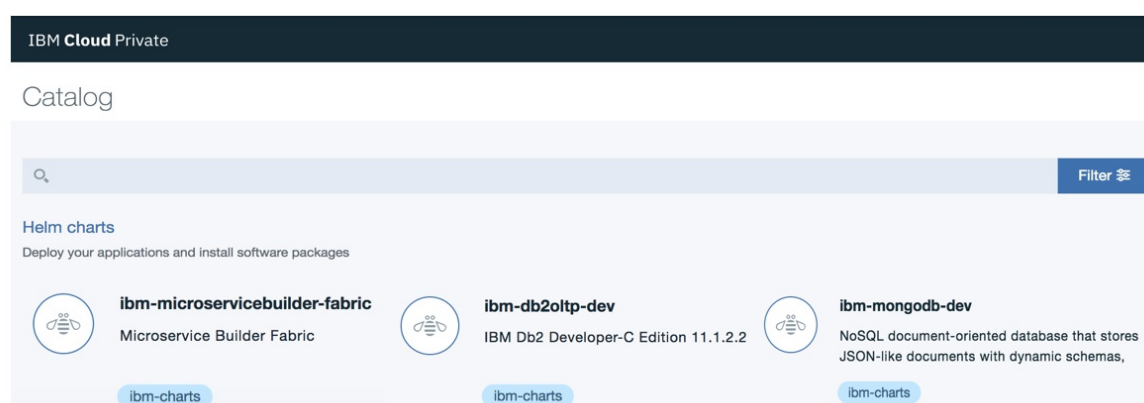 IBM Cloud Private
Catalog
Filter
Helm charts
Deploy your applications and install software packages
ibm-microservicebuilder-fabric
Microservice Builder Fabric
ibm-charts
ibm-db2oltp-dev
IBM Db2 Developer-C Edition 11.1.2.2
ibm-charts
ibm-mongodb-dev
NoSQL document-oriented database that stores
JSON-like documents with dynamic schemas,
ibm-charts